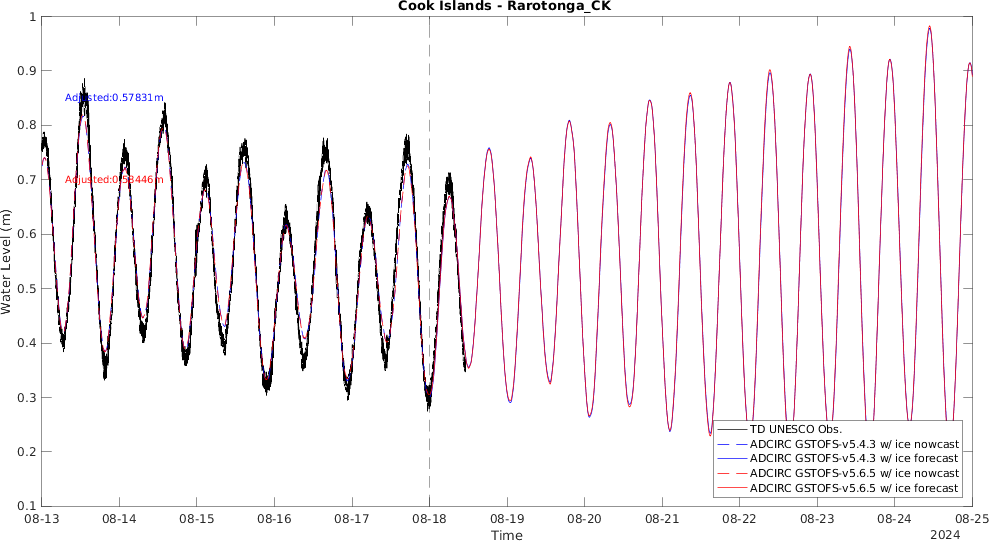 Cook Islands - Rarotonga_CK
1
0.9
0.8
0.7
0.6
0.5
0.4
0.3
0.2
0.1
Water Level (m)
Adjusted:0.57831m
Adjusted:0.53446m
TD UNESCO Obs.
ADCIRC GSTOFS-v5.4.3 w/ ice nowcast
ADCIRC GSTOFS-v5.4.3 w/ ice forecast
ADCIRC GSTOFS-v5.6.5 w/ ice nowcast
ADCIRC GSTOFS-v5.6.5 w/ ice forecast
08-13 08-14 08-15 08-16 08-17 08-18 08-19 08-20 08-21 08-22 08-23 08-24 08-25
Time
2024